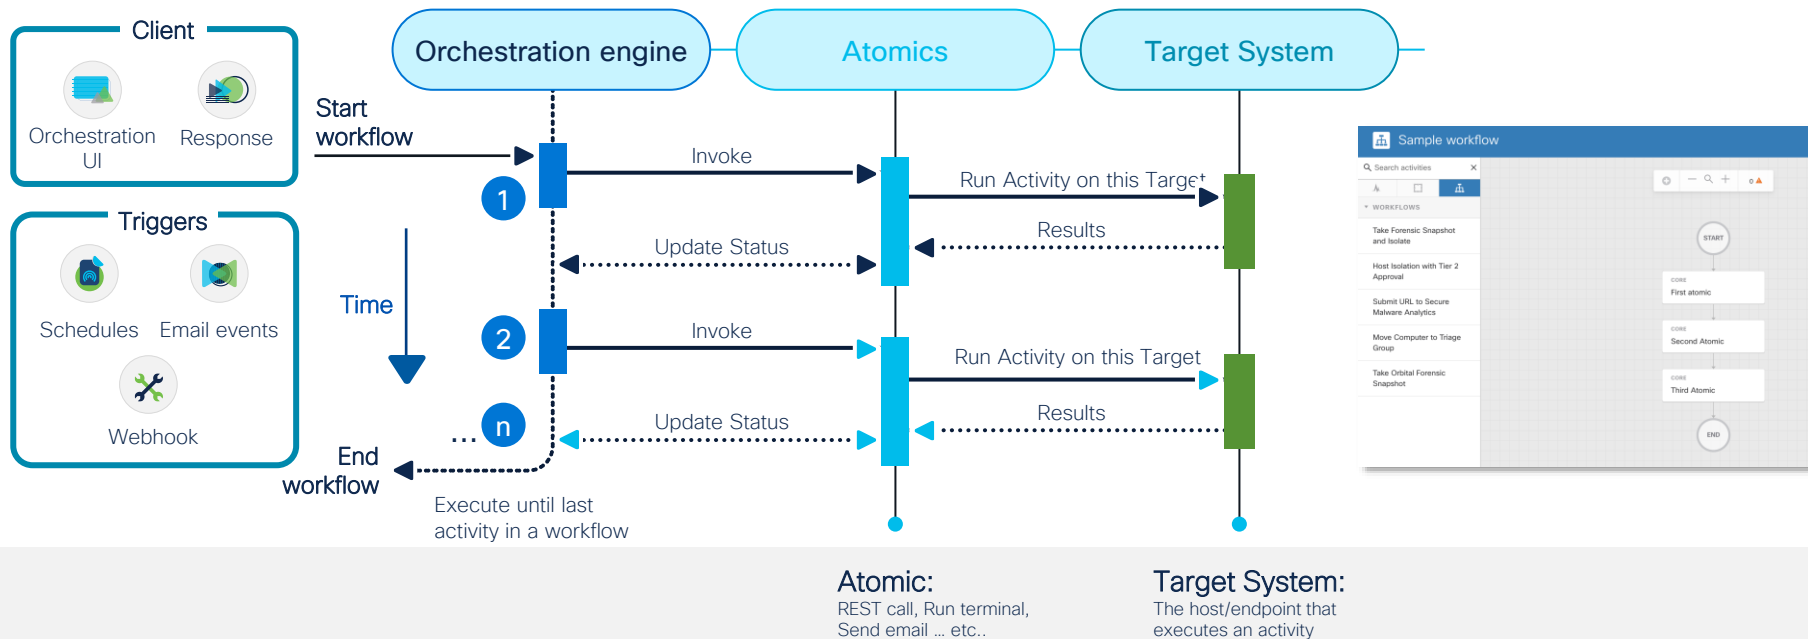 Client
Orchestration
UI
Response
Triggers
Schedules
Email events
Webhook
Orchestration engine
Atomics
Target System
Start
workflow
1
Invoke
Run Activity on this Target
Results
Update Status
Time
2
Invoke
Run Activity on this Target
Results
Update Status
... n
End
workflow
Execute until last
activity in a workflow
Sample workflow
Search activities
WORKFLOWS
Take Forensic Snapshot
and Isolate
Host Isolation with Tier 2
Approval
Submit URL to Secure
Malware Analytics
Move Computer to Triage
Group
Take Orbital Forensic
Snapshot
0
START
CORE
First atomic
CORE
Second Atomic
CORE
Third Atomic
END
Atomic:
REST call, Run terminal,
Send email ... etc..
Target System:
The host/endpoint that
executes an activity